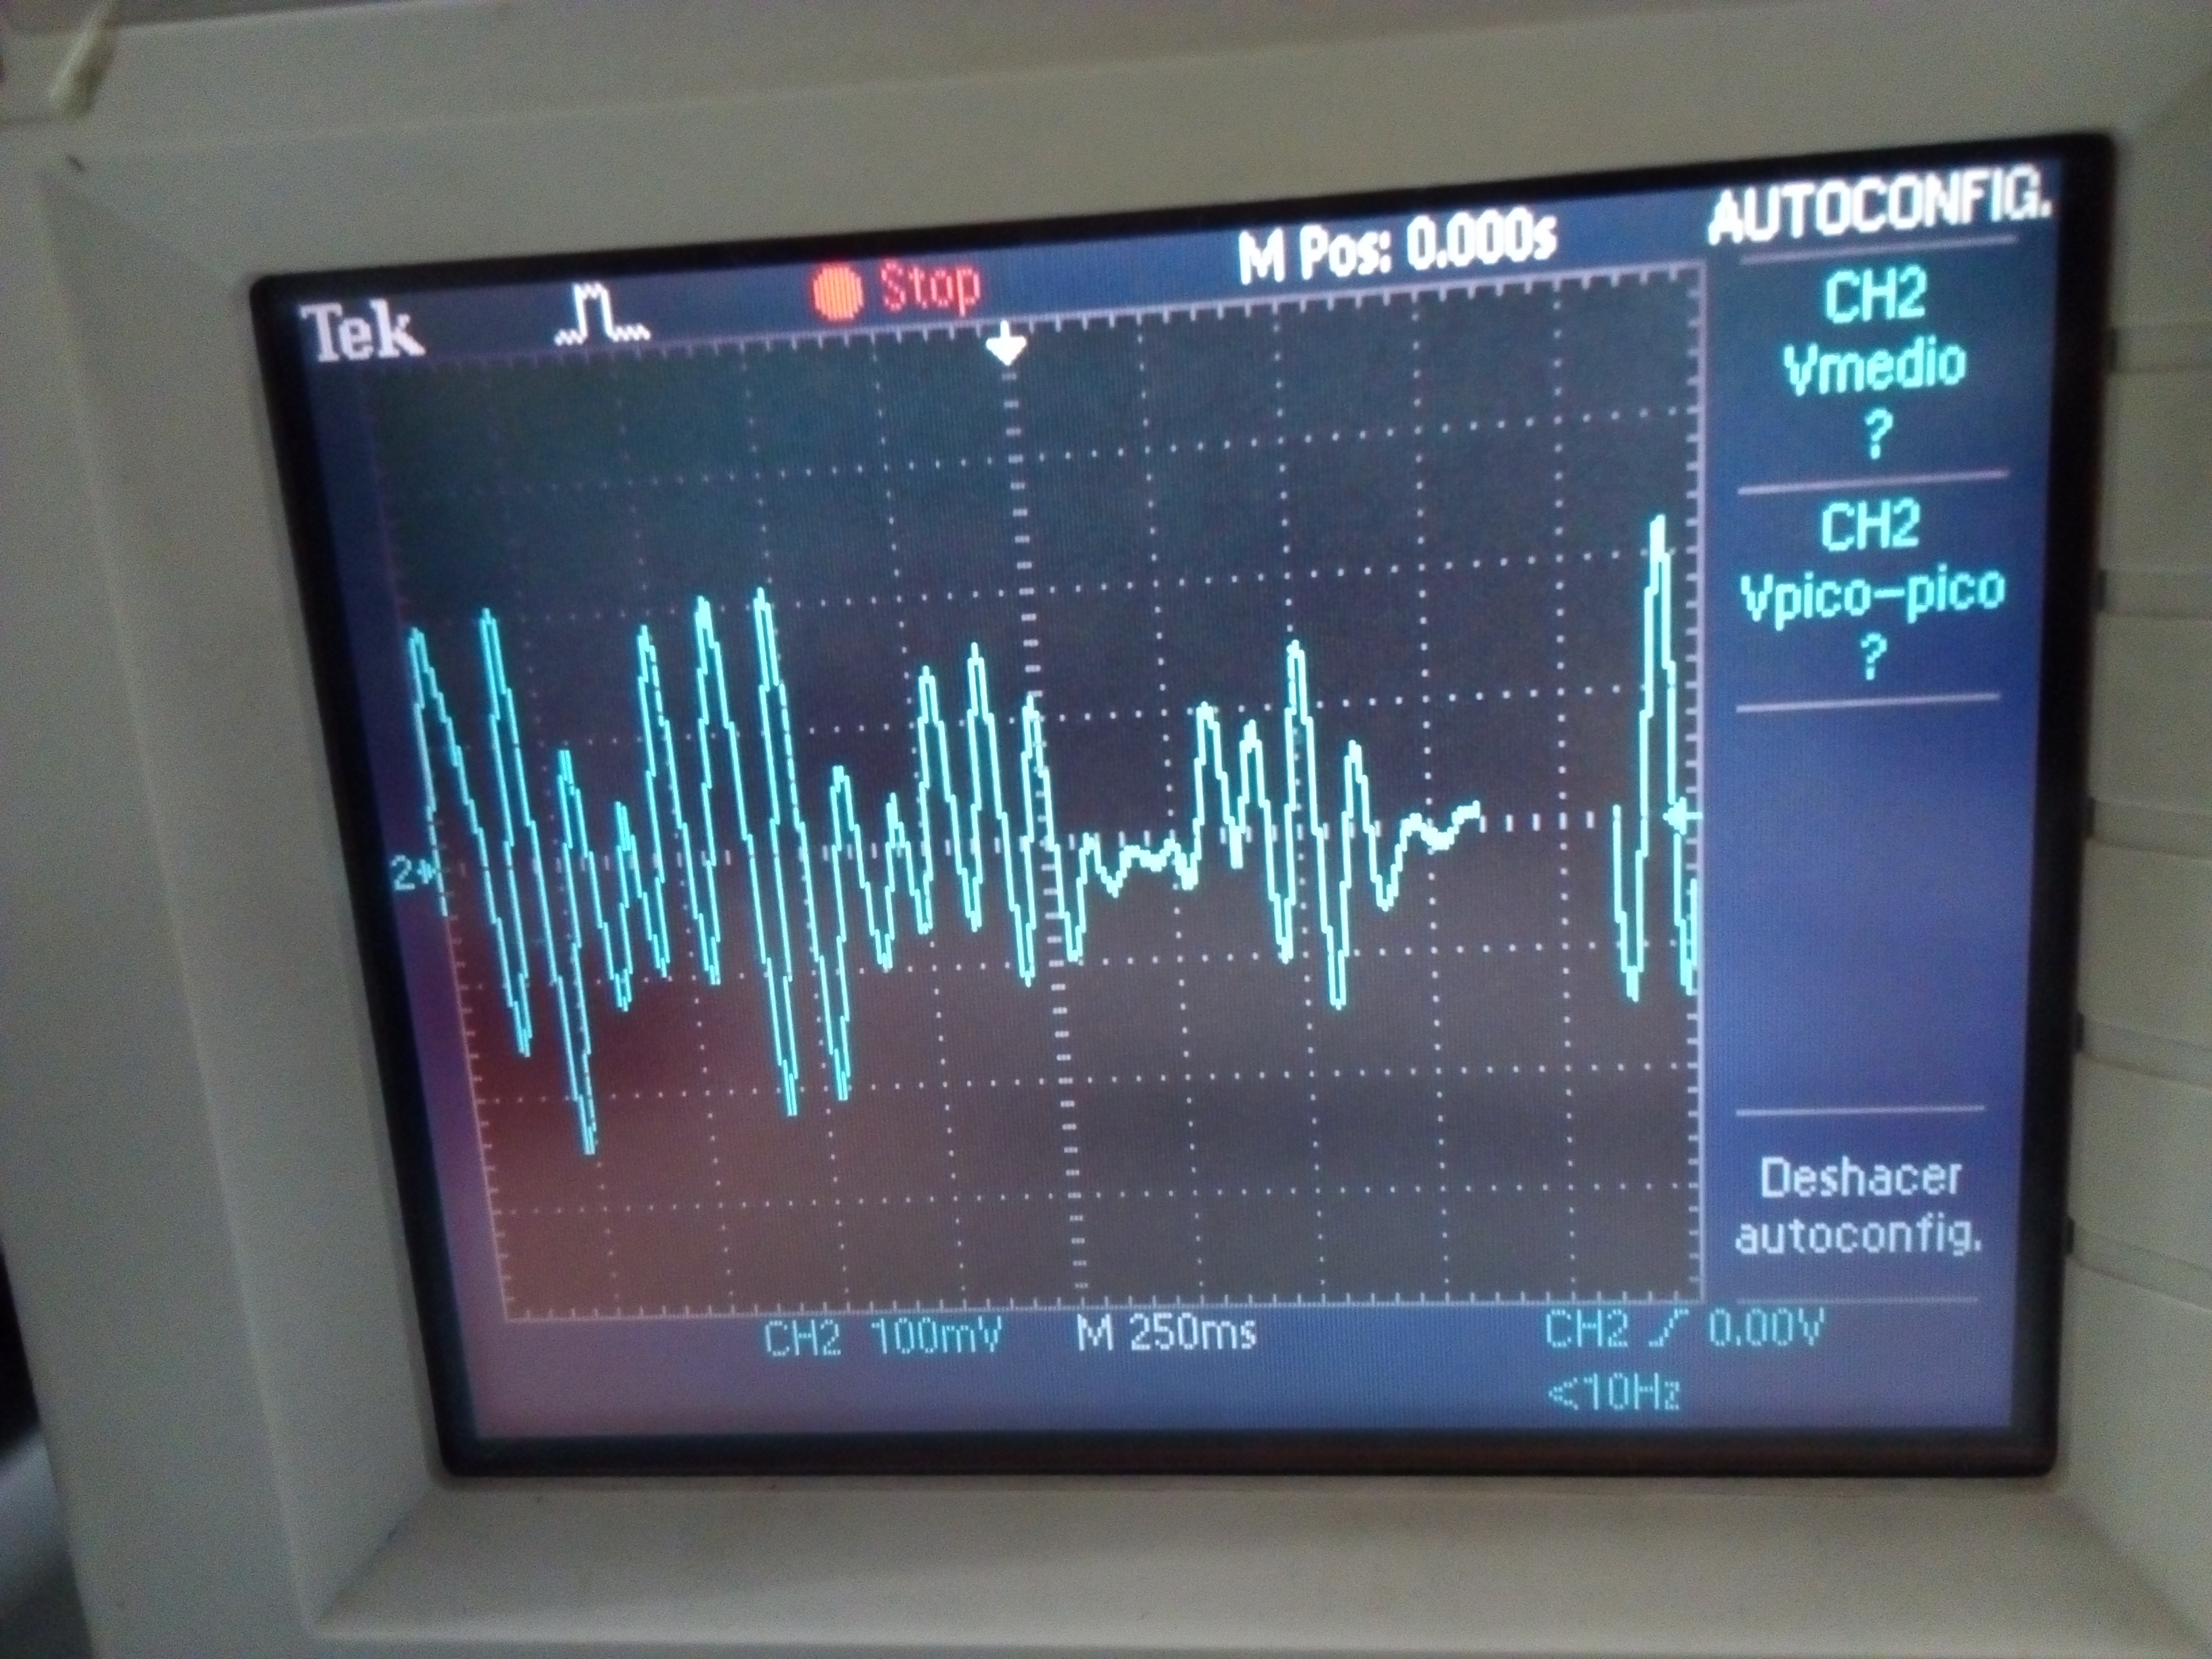 Tek
Stop
M Pos: 0.000s
AUTOCONFIG.
CH2
Vmedio
?
CH2
Vpico-pico
?
2
Deshacer
autoconfig.
CH2 100mV
M 250ms
CH2 0.00V
<10Hz